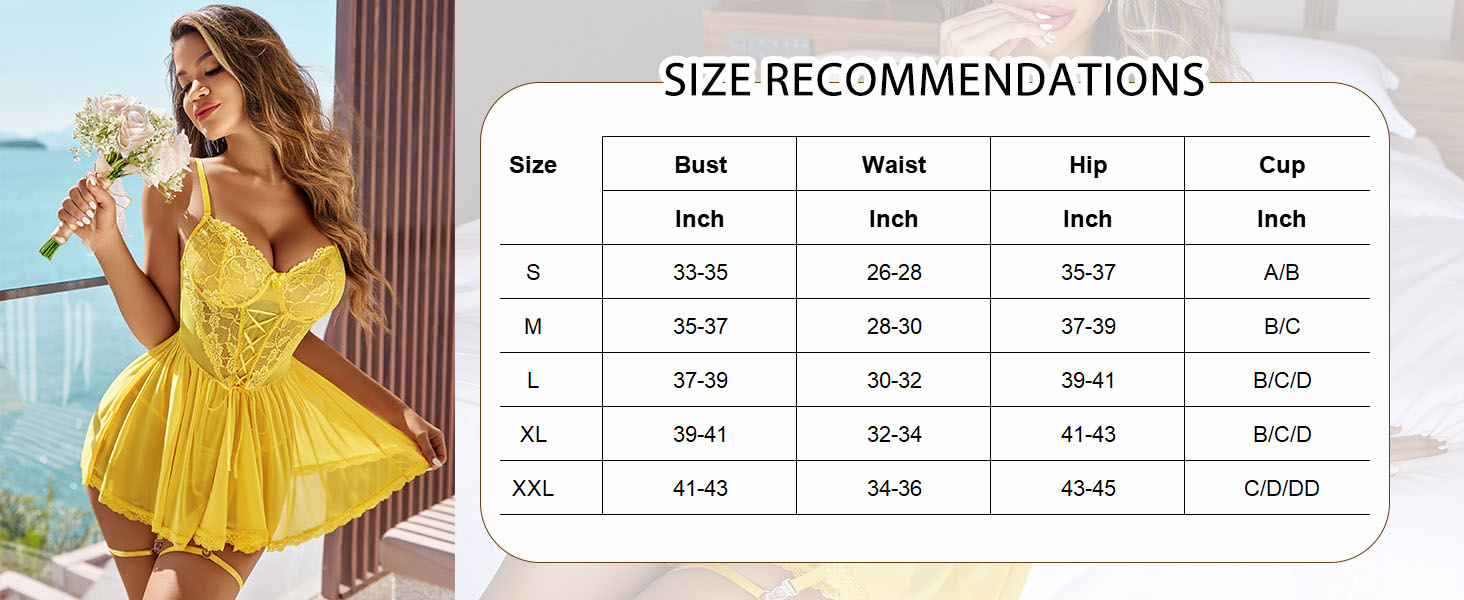 SIZE RECOMMENDATIONS
Size Bust Waist Hip Cup
Inch Inch Inch Inch
S 33-35 26-28 35-37 A/B
M 35-37 28-30 37-39 B/C
L 37-39 30-32 39-41 B/C/D
XL 39-41 32-34 41-43 B/C/D
XXL 41-43 34-36 43-45 C/D/DD